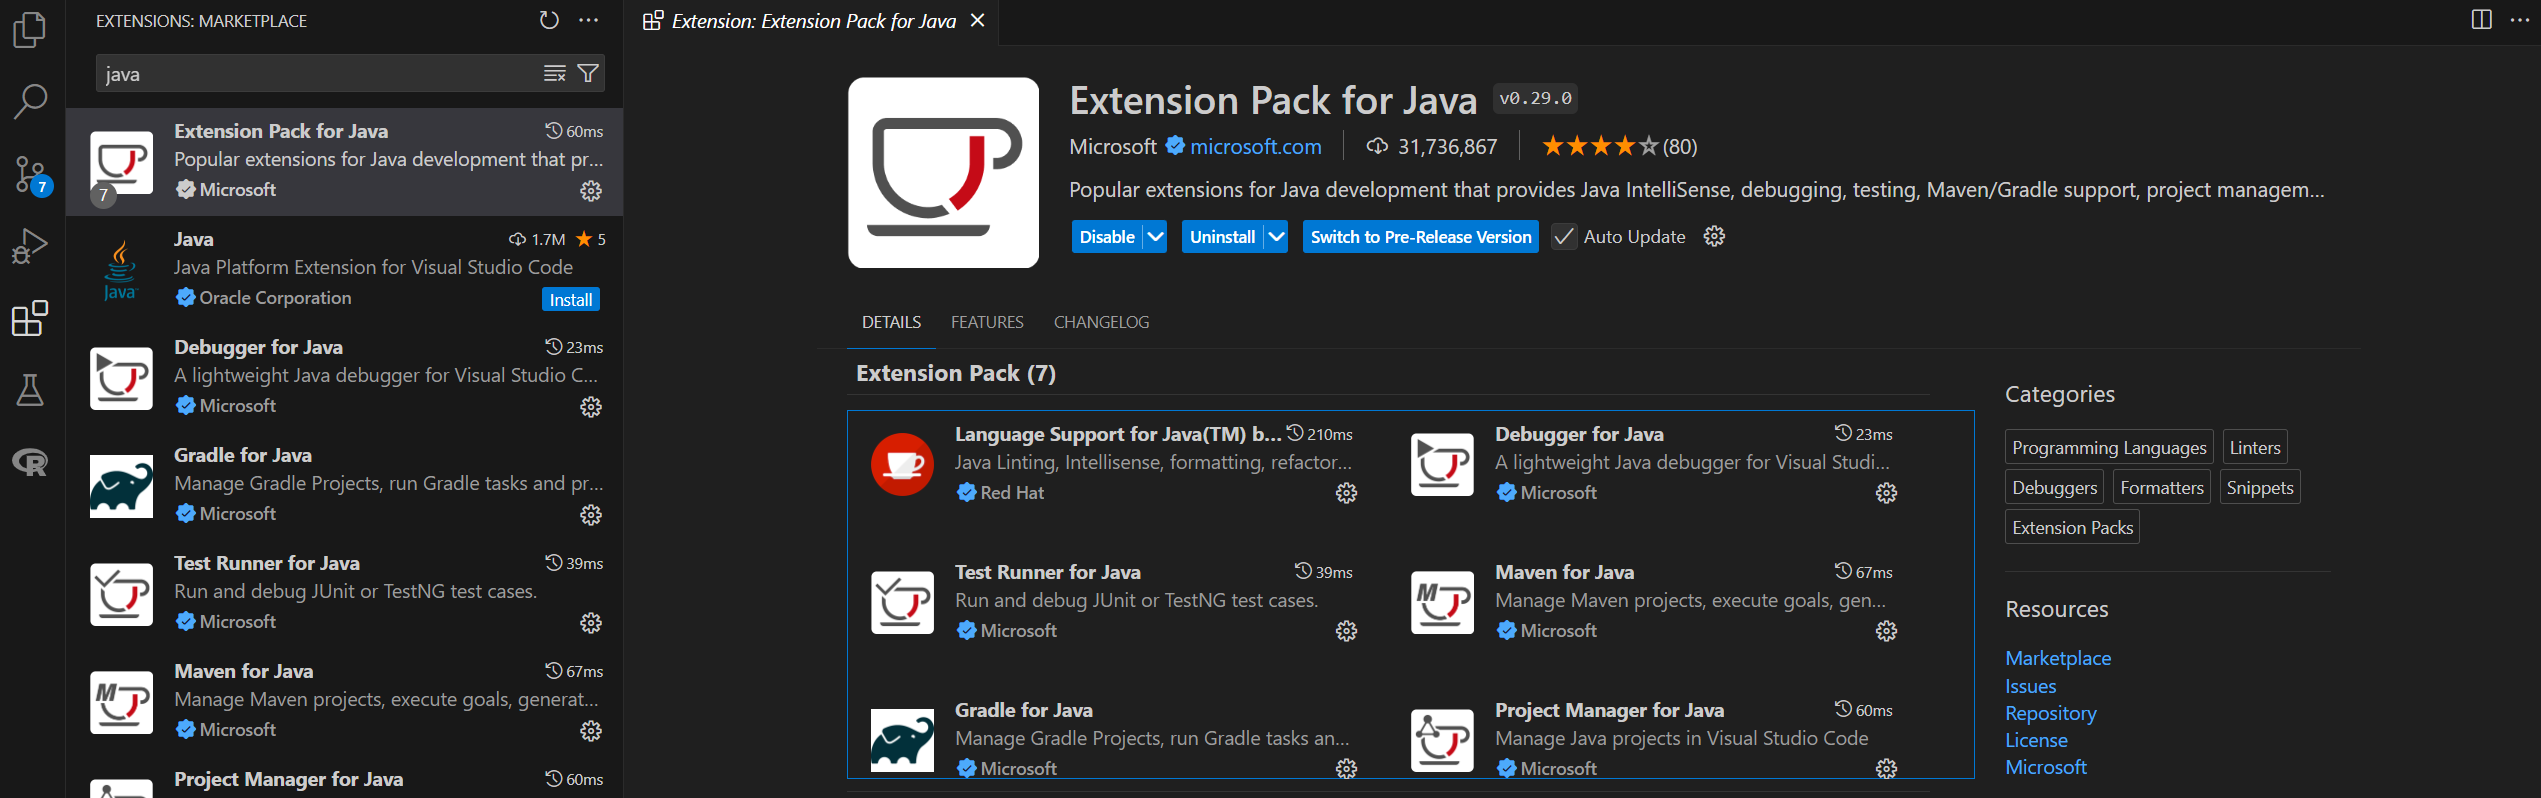 EXTENSIONS: MARKETPLACE
java
Extension Pack for Java 60ms
Popular extensions for Java development that pr...
Microsoft
7
Java 1.7M 5
Java Platform Extension for Visual Studio Code
Oracle Corporation Install
Java
Debugger for Java 23ms
A lightweight Java debugger for Visual Studio C...
Microsoft
Gradle for Java
Manage Gradle Projects, run Gradle tasks and pr...
Microsoft
Test Runner for Java 39ms
Run and debug JUnit or TestNG test cases.
Microsoft
Maven for Java 67ms
Manage Maven projects, execute goals, generat...
Microsoft
Project Manager for Java 60ms
7
R
Extension: Extension Pack for Java
Extension Pack for Java v0.29.0
Microsoft microsoft.com 31,736,867 (80)
Popular extensions for Java development that provides Java IntelliSense, debugging, testing, Maven/Gradle support, project managem...
Disable Uninstall Switch to Pre-Release Version Auto Update
DETAILS FEATURES CHANGELOG
Extension Pack (7)
Language Support for Java(TM) b... 210ms
Java Linting, Intellisense, formatting, refactor...
Red Hat
Debugger for Java 23ms
A lightweight Java debugger for Visual Studi...
Microsoft
Test Runner for Java 39ms
Run and debug JUnit or TestNG test cases.
Microsoft
Maven for Java 67ms
Manage Maven projects, execute goals, gen...
Microsoft
Gradle for Java
Manage Gradle Projects, run Gradle tasks an...
Microsoft
Project Manager for Java 60ms
Manage Java projects in Visual Studio Code
Microsoft
Categories
Programming Languages Linters
Debuggers Formatters Snippets
Extension Packs
Resources
Marketplace
Issues
Repository
License
Microsoft